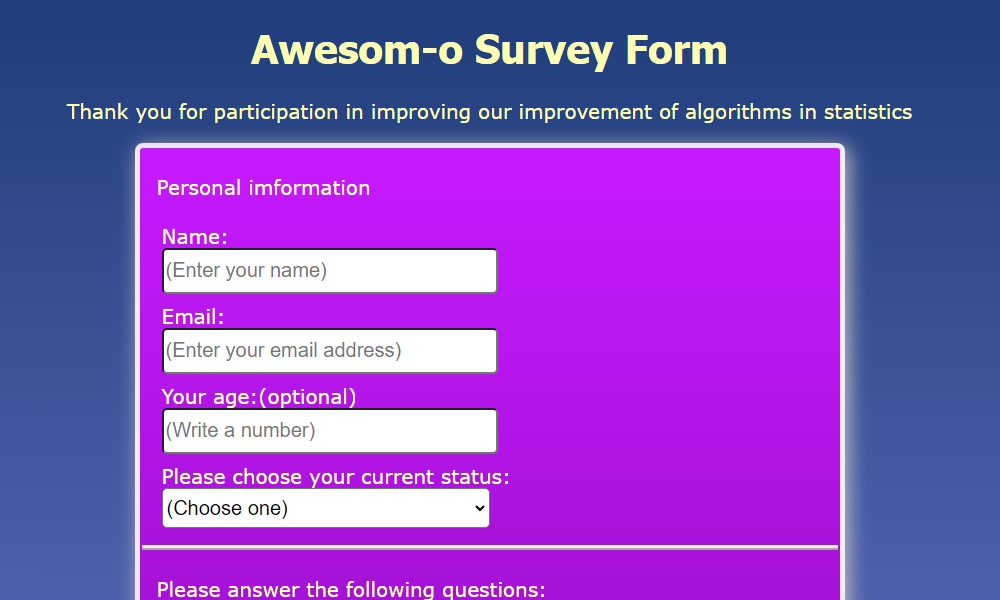 Awesom-o Survey Form
Thank you for participation in improving our improvement of algorithms in statistics
Personal imformation
Name:
(Enter your name)
Email:
(Enter your email address)
Your age:(optional)
(Write a number)
Please choose your current status:
(Choose one)
Please answer the following questions: